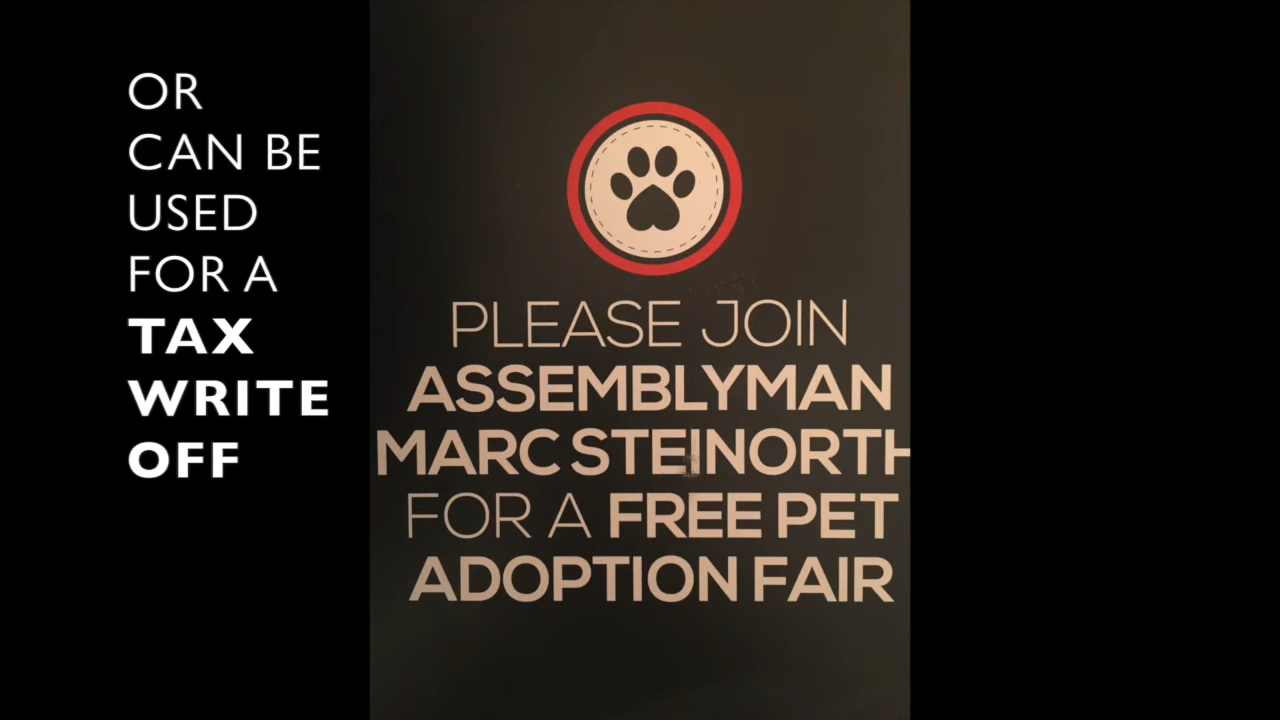 OR
CAN BE
USED
FOR A
TAX
WRITE
OFF
PLEASE JOIN
ASSEMBLYMAN
MARC STEINORTH
FOR A FREE PET
ADOPTION FAIR